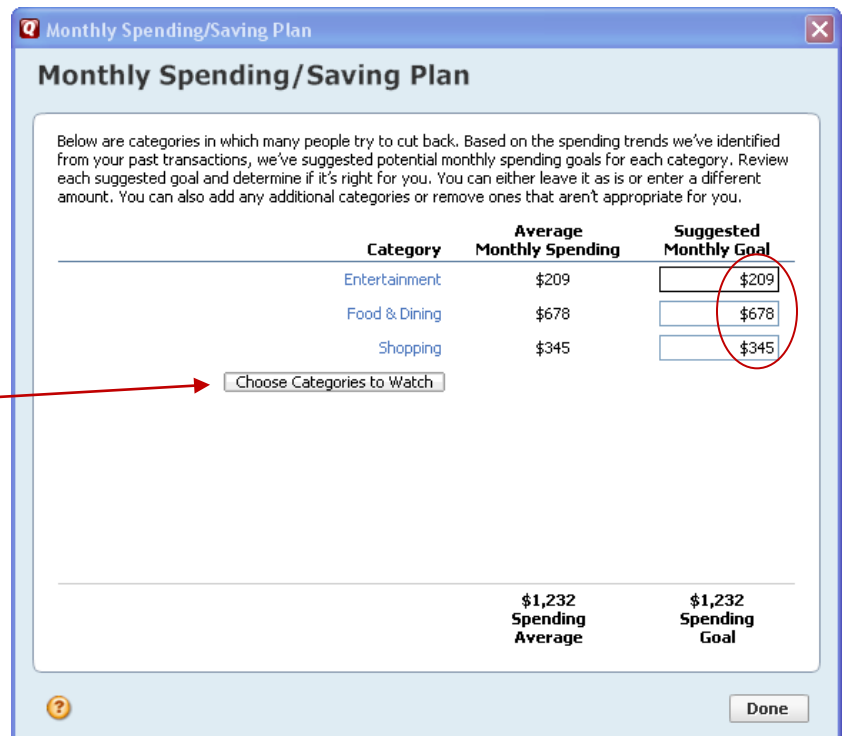 Monthly Spending/Saving Plan
Monthly Spending/Saving Plan
Below are categories in which many people try to cut back. Based on the spending trends we've identified
from your past transactions, we've suggested potential monthly spending goals for each category. Review
each suggested goal and determine if it's right for you. You can either leave it as is or enter a different
amount. You can also add any additional categories or remove ones that aren't appropriate for you.
Category Average Monthly Spending Suggested Monthly Goal
Entertainment $209 $209
Food & Dining $678 $678
Shopping $345 $345
Choose Categories to Watch
$1,232 $1,232
Spending Spending
Average Goal
Done